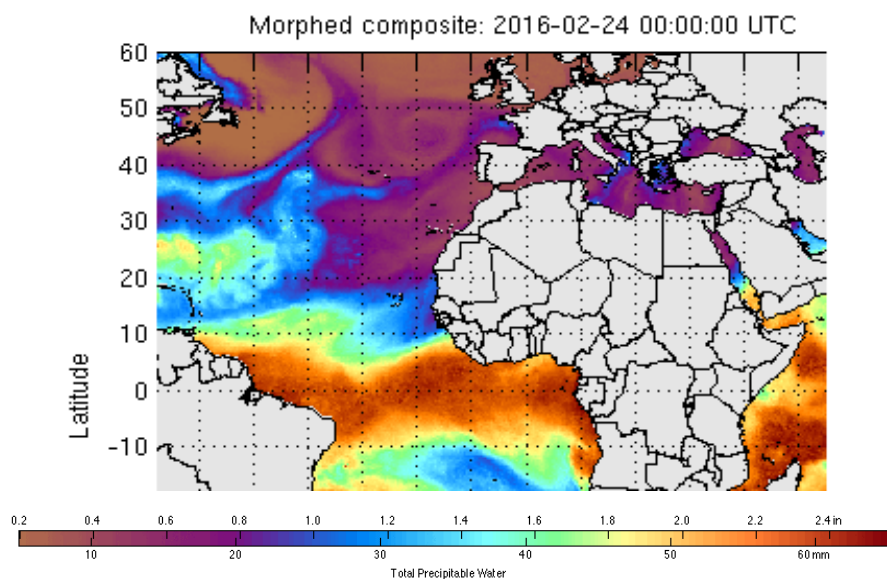 Morphed composite: 2016-02-24 00:00:00 UTC
60
50
40
30
20
10
0
-10
Latitude
0.2 0.4 0.6 0.8 1.0 1.2 1.4 1.6 1.8 2.0 2.2 2.4 in
10 20 30 40 50 60 mm
Total Precipitable Water